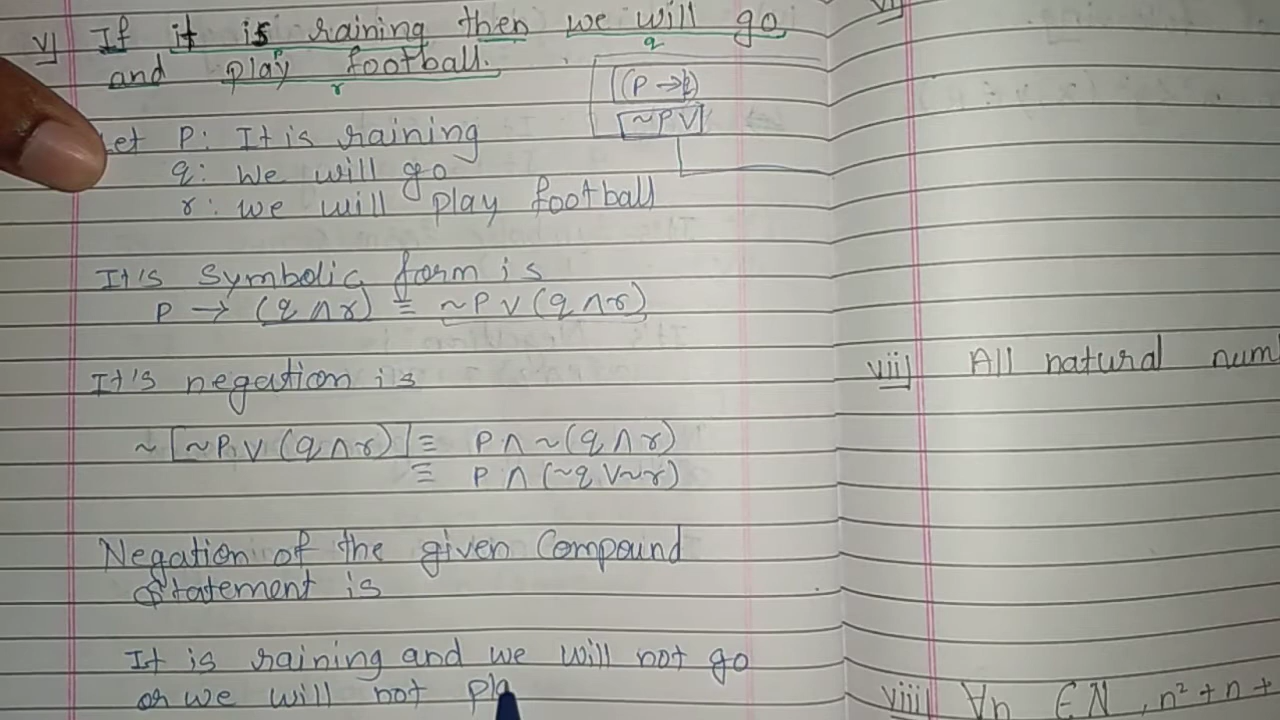 v) If it is raining then we will go
p q
and play football.
r
(p → q)
~p v
Let P: It is raining
q: We will go
r: we will play football
It's Symbolic form is
P → (q ∧ r) ≡ ~P ∨ (q ∧ r)
It's negation is
~ [~P ∨ (q ∧ r)] ≡ P ∧ ~(q ∧ r)
≡ P ∧ (~q ∨ ~r)
Negation of the given Compound
Statement is
It is raining and we will not go
or we will not pla
vii) All natural num
viii) ∀n ∈ N, n² + n +